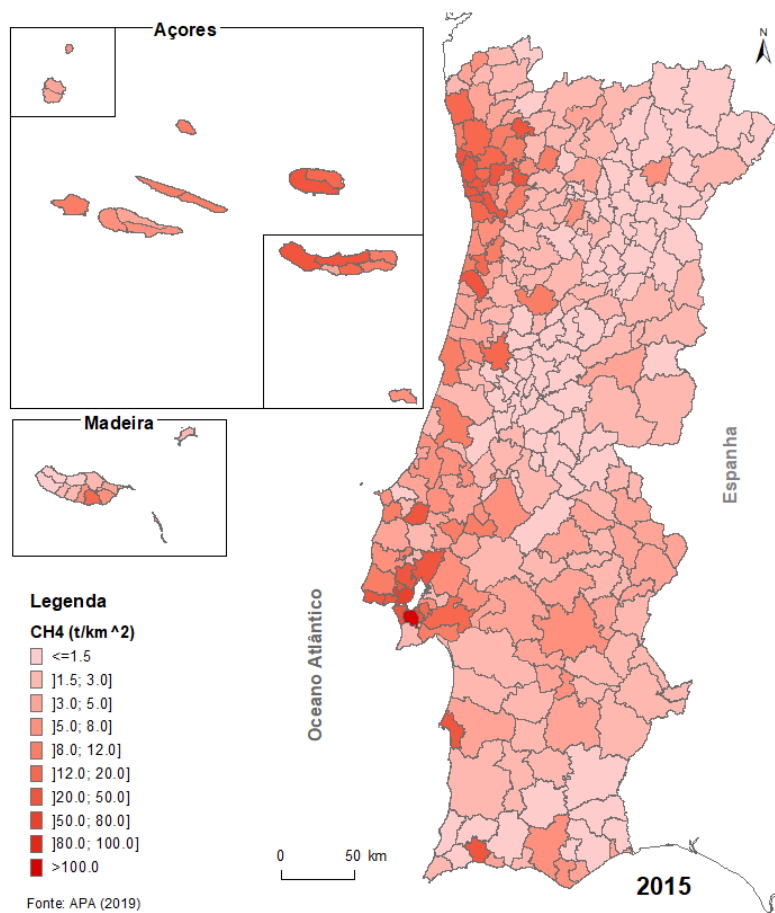 Açores
N
Madeira
Espanha
Oceano Atlântico
Legenda
CH4 (t/km^2)
<=1.5
]1.5; 3.0]
]3.0; 5.0]
]5.0; 8.0]
]8.0; 12.0]
]12.0; 20.0]
]20.0; 50.0]
]50.0; 80.0]
]80.0; 100.0]
>100.0
0 50 km
2015
Fonte: APA (2019)